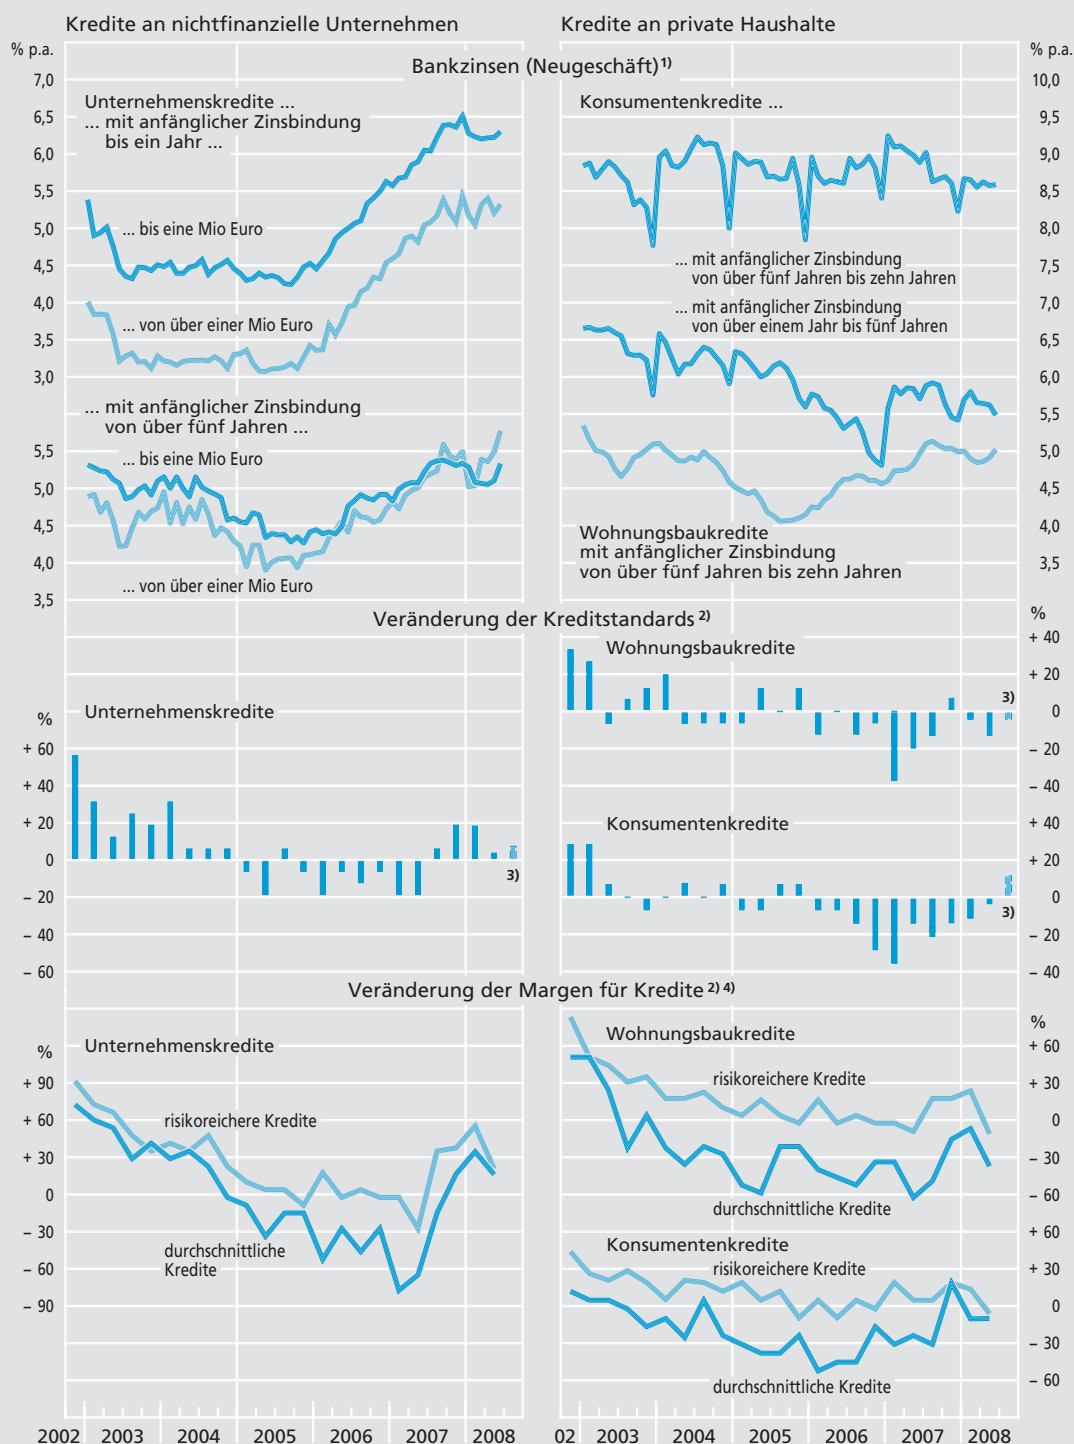 Kredite an nichtfinanzielle Unternehmen
Kredite an private Haushalte
% p.a.
% p.a.
Bankzinsen (Neugeschäft) 1)
7,0
6,5
6,0
5,5
5,0
4,5
4,0
3,5
3,0
Unternehmenskredite ...
... mit anfänglicher Zinsbindung
bis ein Jahr ...
... bis eine Mio Euro
... von über einer Mio Euro
... mit anfänglicher Zinsbindung
von über fünf Jahren ...
... bis eine Mio Euro
... von über einer Mio Euro
5,5
5,0
4,5
4,0
3,5
Konsumentenkredite ...
... mit anfänglicher Zinsbindung
von über fünf Jahren bis zehn Jahren
... mit anfänglicher Zinsbindung
von über einem Jahr bis fünf Jahren
Wohnungsbaukredite
mit anfänglicher Zinsbindung
von über fünf Jahren bis zehn Jahren
10,0
9,5
9,0
8,5
8,0
7,5
7,0
6,5
6,0
5,5
5,0
4,5
4,0
3,5
Veränderung der Kreditstandards 2)
%
Unternehmenskredite
+ 60
+ 40
+ 20
0
– 20
– 40
– 60
3)
%
Wohnungsbaukredite
+ 40
+ 20
0
– 20
– 40
3)
Konsumentenkredite
+ 40
+ 20
0
– 20
– 40
3)
Veränderung der Margen für Kredite 2) 4)
%
Unternehmenskredite
+ 90
+ 60
+ 30
0
– 30
– 60
– 90
risikoreichere Kredite
durchschnittliche
Kredite
%
Wohnungsbaukredite
+ 60
+ 30
0
– 30
– 60
risikoreichere Kredite
durchschnittliche Kredite
Konsumentenkredite
+ 60
+ 30
0
– 30
– 60
risikoreichere Kredite
durchschnittliche Kredite
2002 2003 2004 2005 2006 2007 2008
02 2003 2004 2005 2006 2007 2008